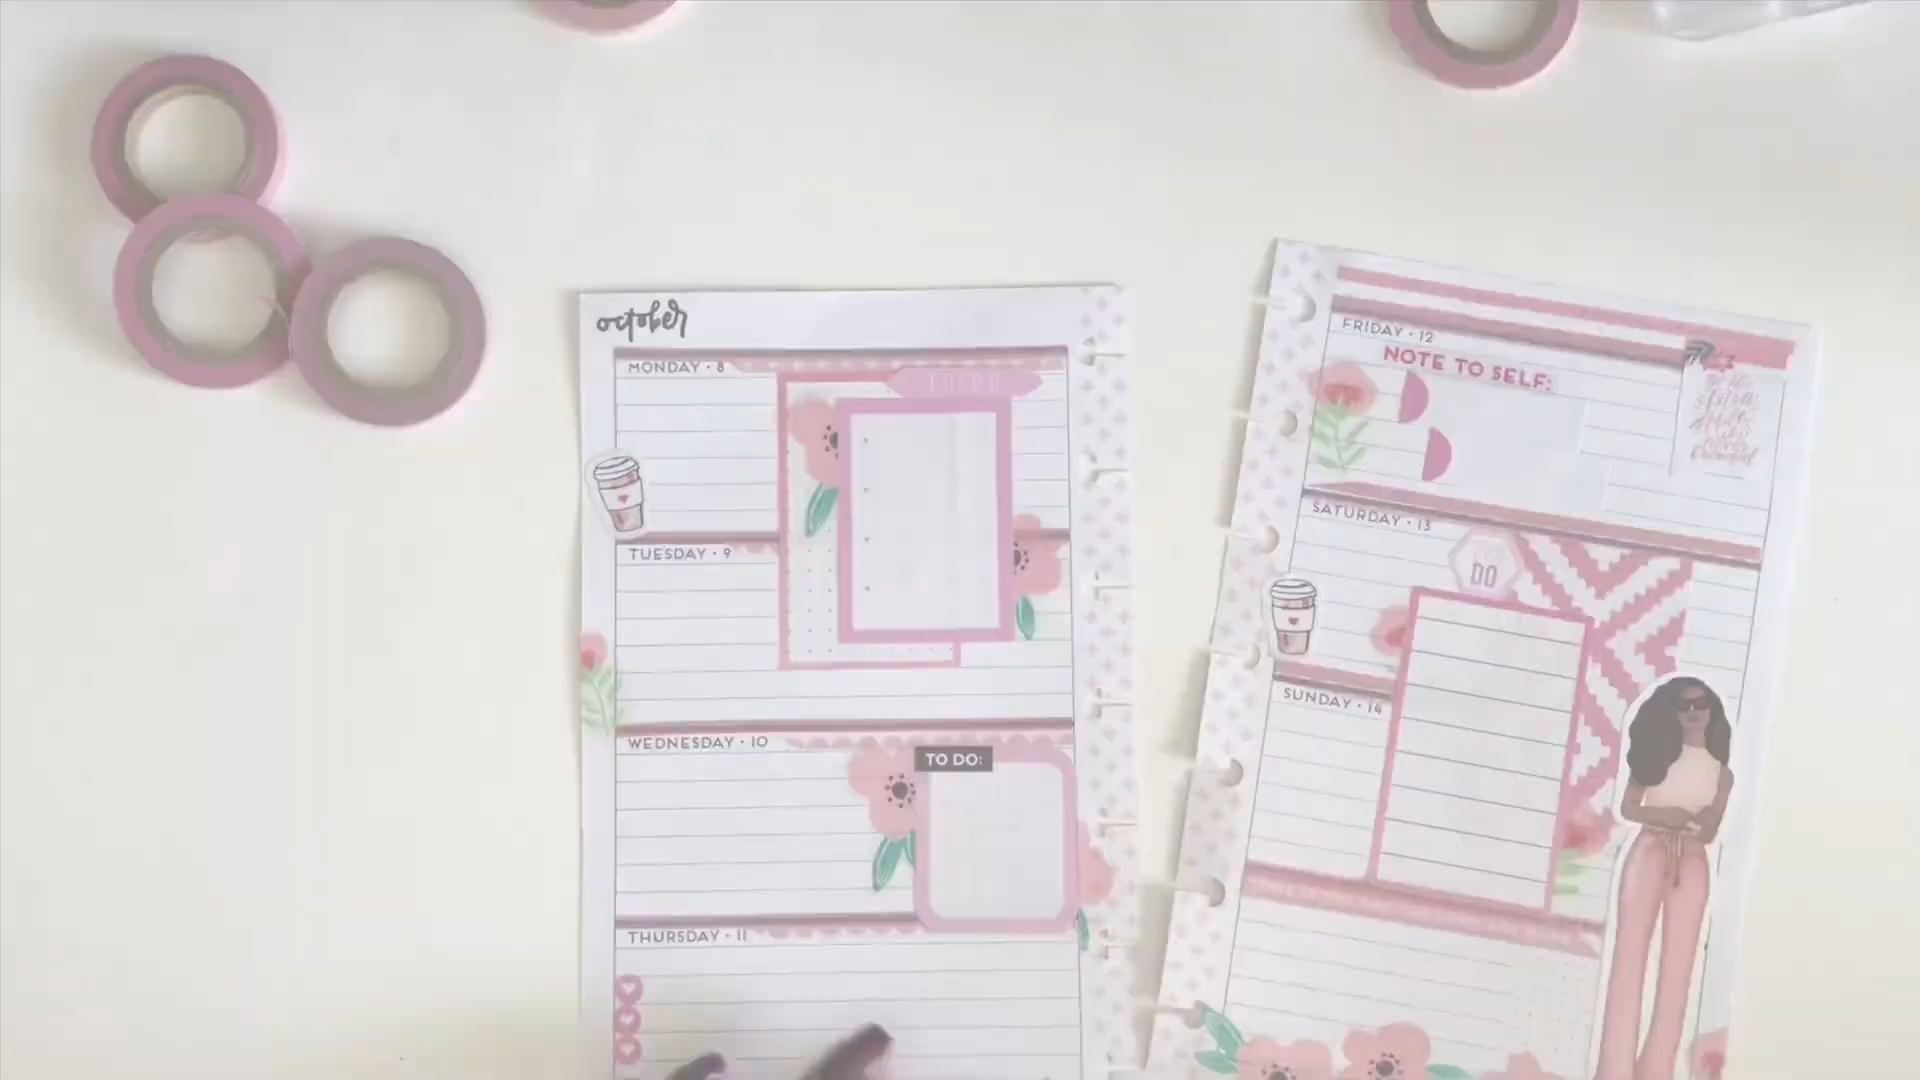 october
MONDAY • 8
TUESDAY • 9
WEDNESDAY • 10
TO DO:
THURSDAY • 11
FRIDAY • 12
NOTE TO SELF:
SATURDAY • 13
DO
SUNDAY • 14